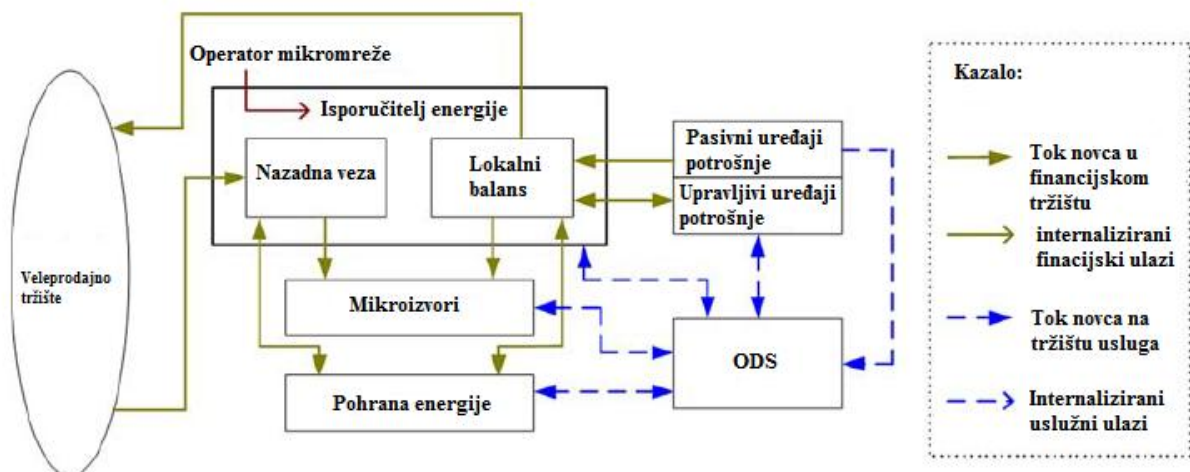 Operator mikromreže
Isporučitelj energije
Nazadna veza
Lokalni
balans
Pasivni uređaji
potrošnje
Upravljivi uređaji
potrošnje
Veleprodajno
tržište
Mikroizvori
Pohrana energije
ODS
Kazalo:
Tok novca u
financijskom
tržištu
internalizirani
finacijski ulazi
Tok novca na
tržištu usluga
Internalizirani
uslužni ulazi